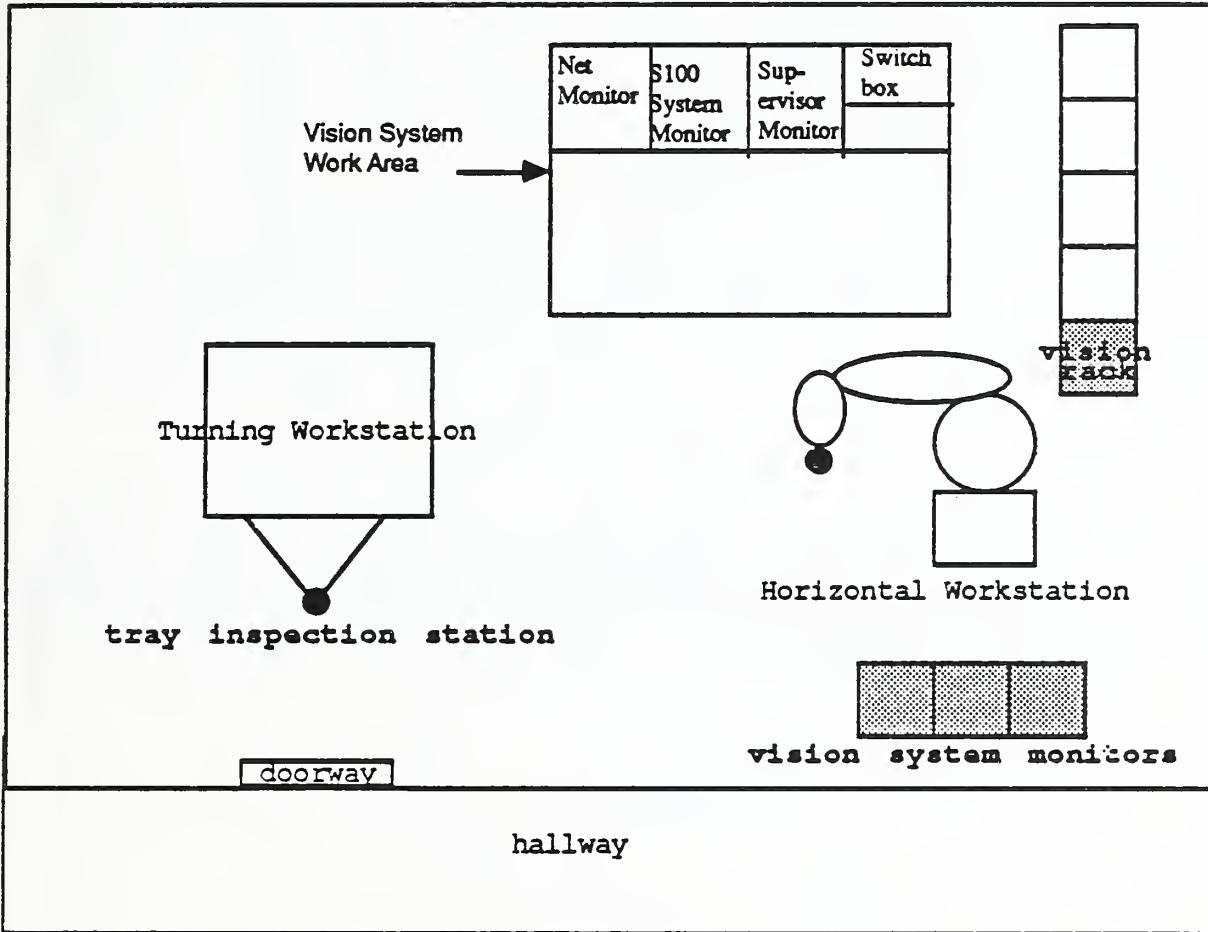 Net
Monitor
S100
System
Monitor
Sup-
ervisor
Monitor
Switch
box
Vision System
Work Area
vision
rack
Turning Workstation
Horizontal Workstation
tray inspection station
vision system monitors
doorway
hallway